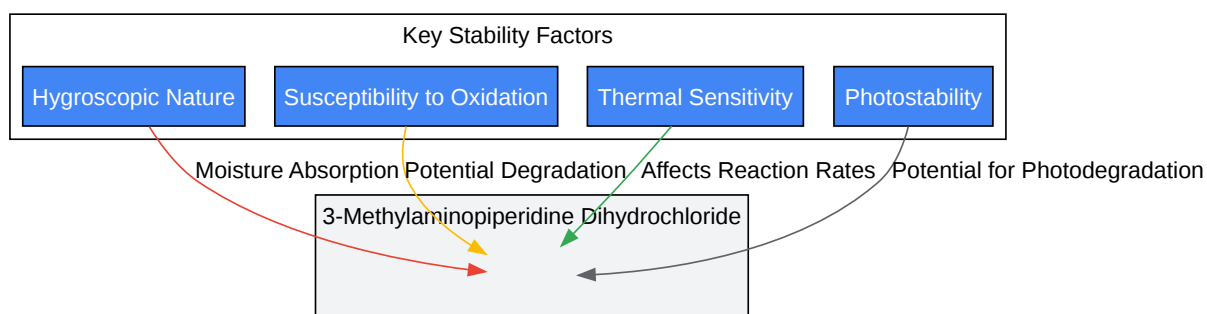 Key Stability Factors
Hygroscopic Nature
Susceptibility to Oxidation
Thermal Sensitivity
Photostability
Moisture Absorption
Potential Degradation
Affects Reaction Rates
Potential for Photodegradation
3-Methylaminopiperidine Dihydrochloride